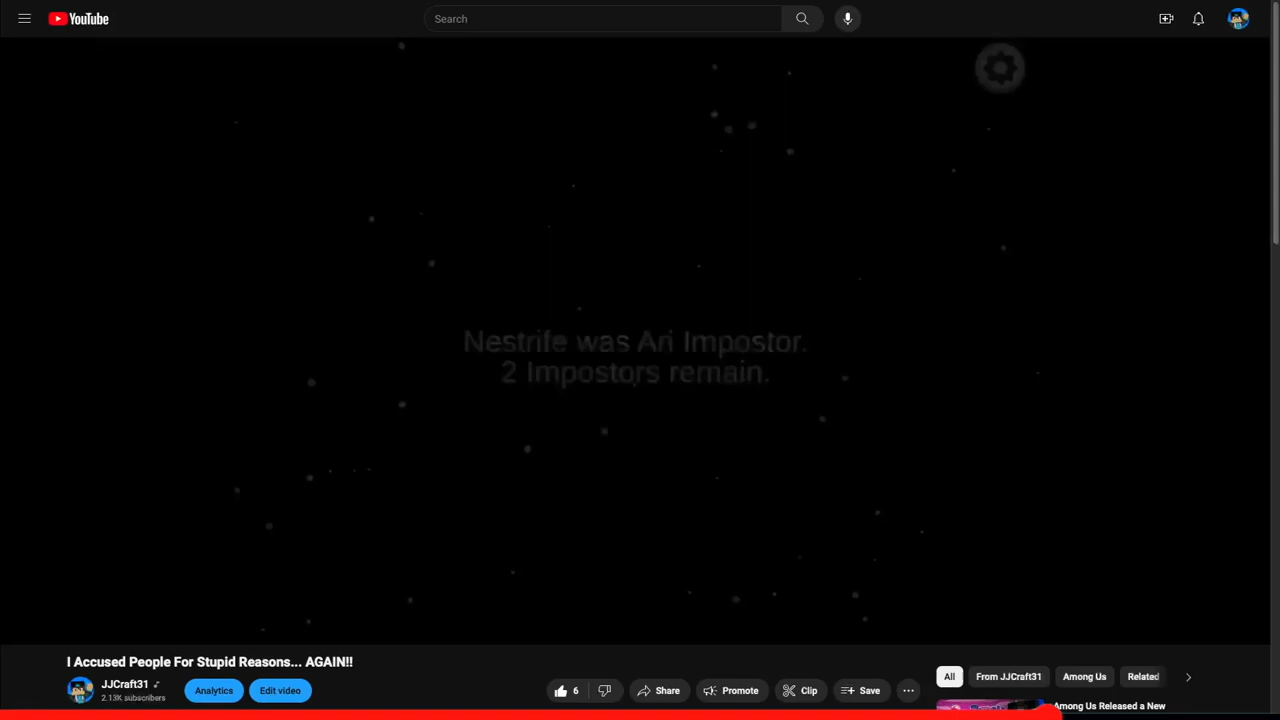 YouTube
Search
Nestrife was An Impostor.
2 Impostors remain.
I Accused People For Stupid Reasons... AGAIN!!
JJCraft31
2.13K subscribers
Analytics
Edit video
6
Share
Promote
Clip
Save
All
From JJCraft31
Among Us
Related
Among Us Released a New